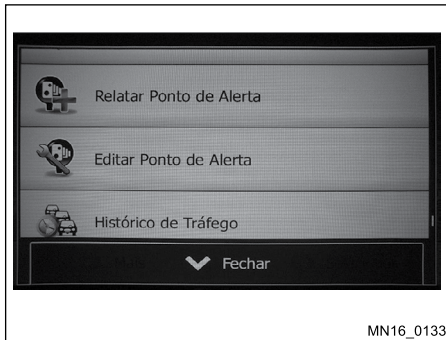 Relatar Ponto de Alerta
Editar Ponto de Alerta
Histórico de Tráfego
Fechar
MN16_0133